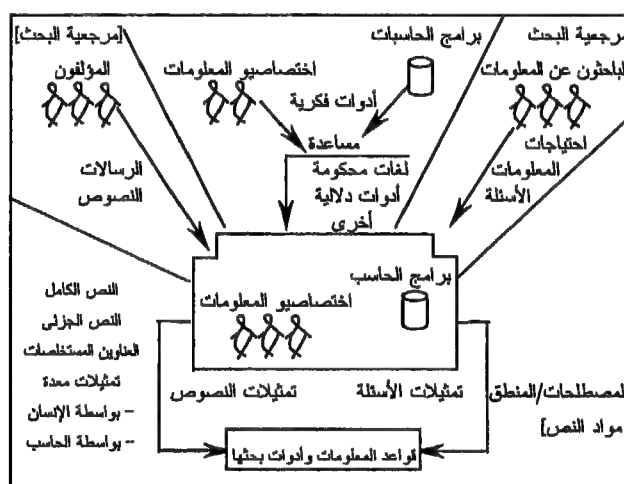 مرجعية البحث
الباحثون عن المعلومات
احتياجات
المعلومات
الأسئلة
برامج الحاسبات
اختصاصيو المعلومات
أدوات فكرية
مساعدة
لغات محكومة
أدوات دلالية
أخرى
[مرجعية البحث]
المؤلفون
الرسالات
النصوص
برامج الحاسب
اختصاصيو المعلومات
تمثيلات الأسئلة
تمثيلات النصوص
المصطلحات/المنطق
مواد النص]
النص الكامل
النص الجزئى
العناوين المستخلصات
تمثيلات معدة
– بواسطة الإنسان
– بواسطة الحاسب
قواعد المعلومات وأدوات بحثها